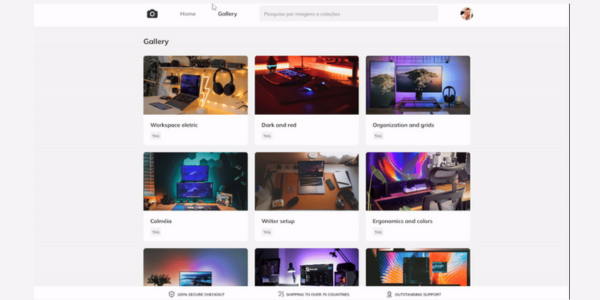 Home
Gallery
Pesquise por imagens e coleções
Gallery
Workspace eletric
TAG
Dark and red
TAG
Organization and grids
TAG
Calméia
TAG
Writer setup
TAG
Ergonomics and colors
TAG
100% SECURE CHECKOUT
SHIPPING TO OVER 75 COUNTRIES
OUTSTANDING SUPPORT